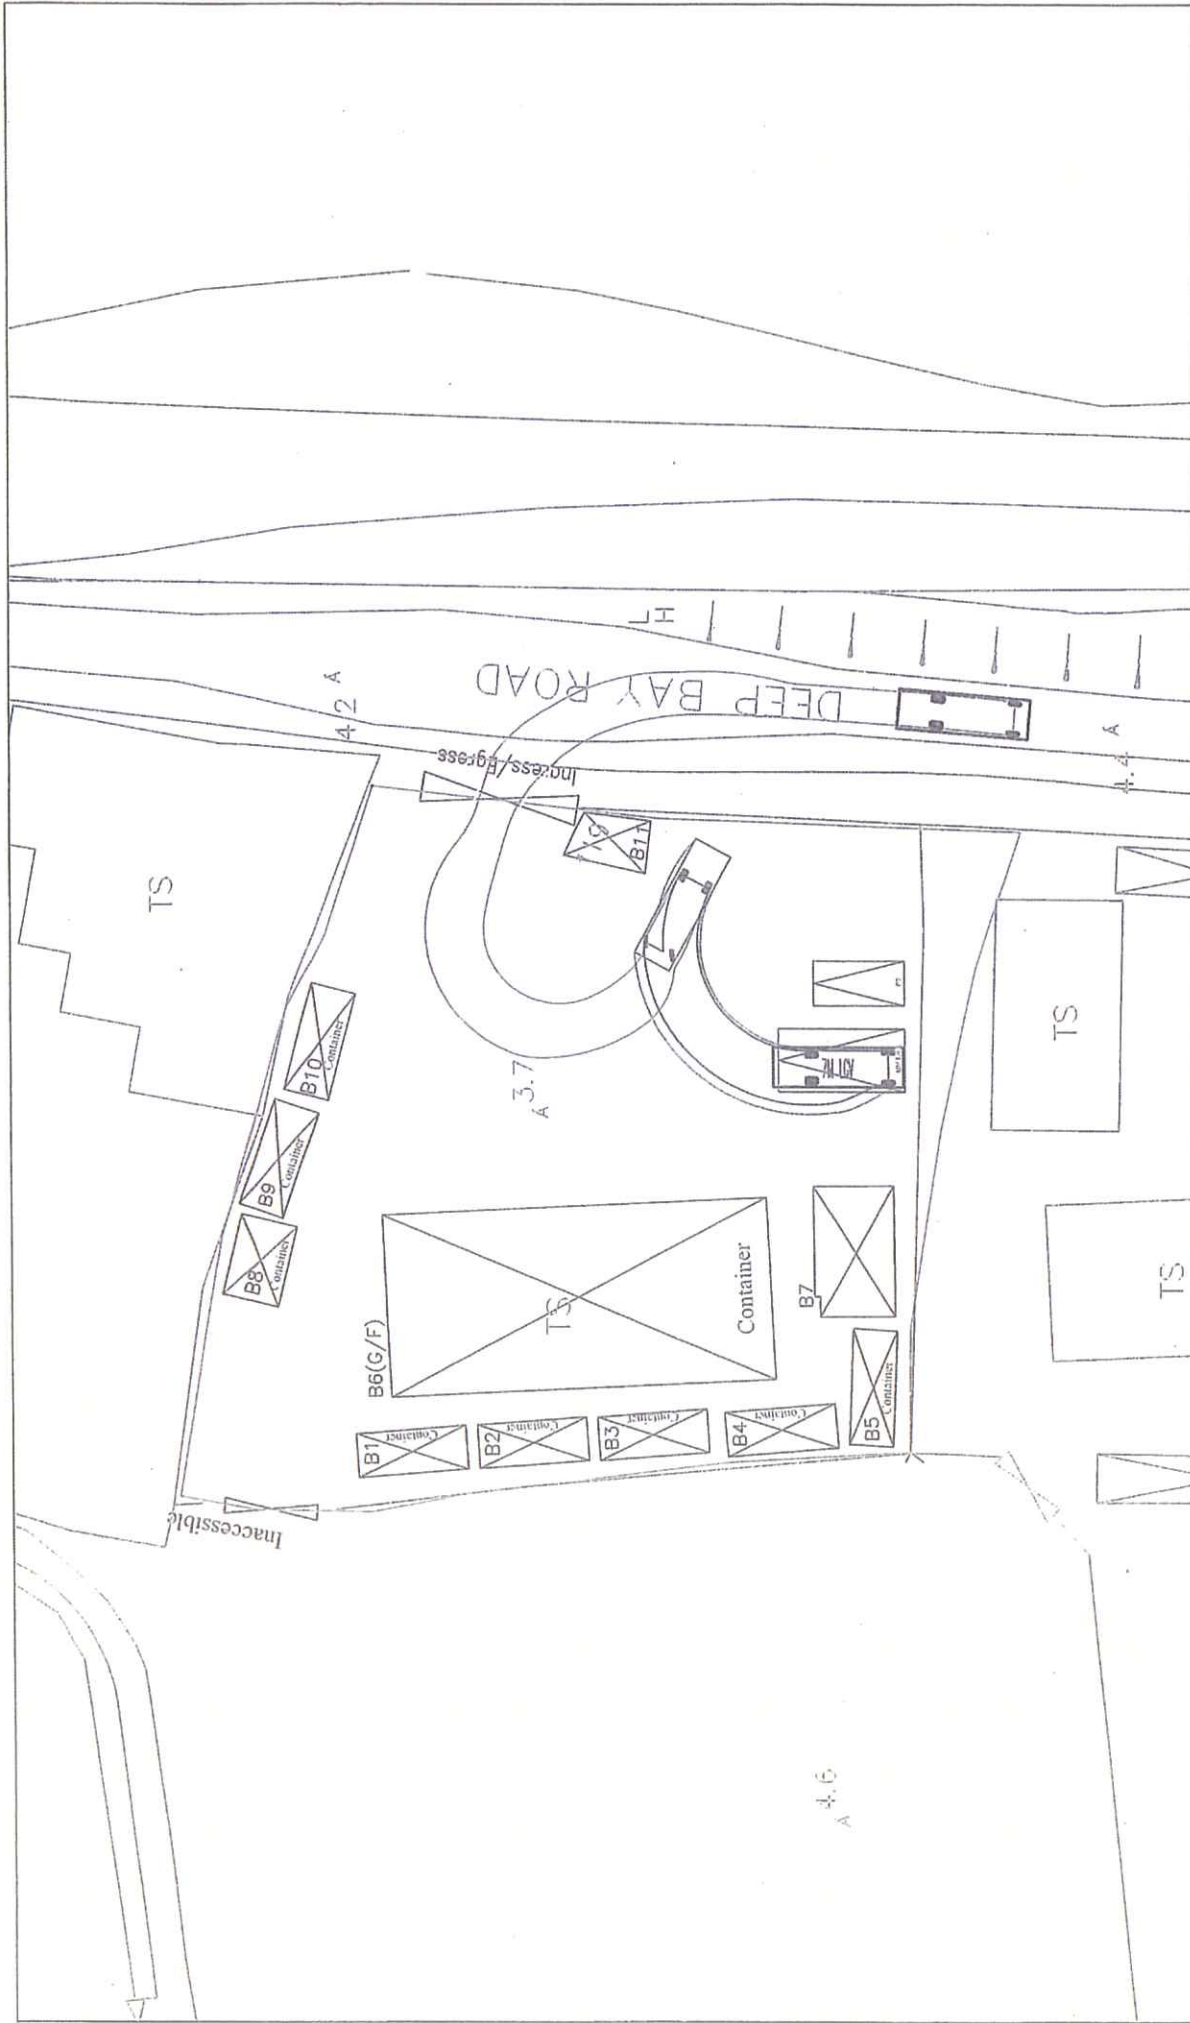 4.2
DEEP BAY ROAD
LH
4.4
Ingress/Egress
TS
B11
B10
Container
B9
Container
B8
Container
3.7
B6(G/F)
TS
Container
B7
B1
Container
B2
Container
B3
Container
B4
Container
B5
Container
Inaccessible
TS
TS
4.6